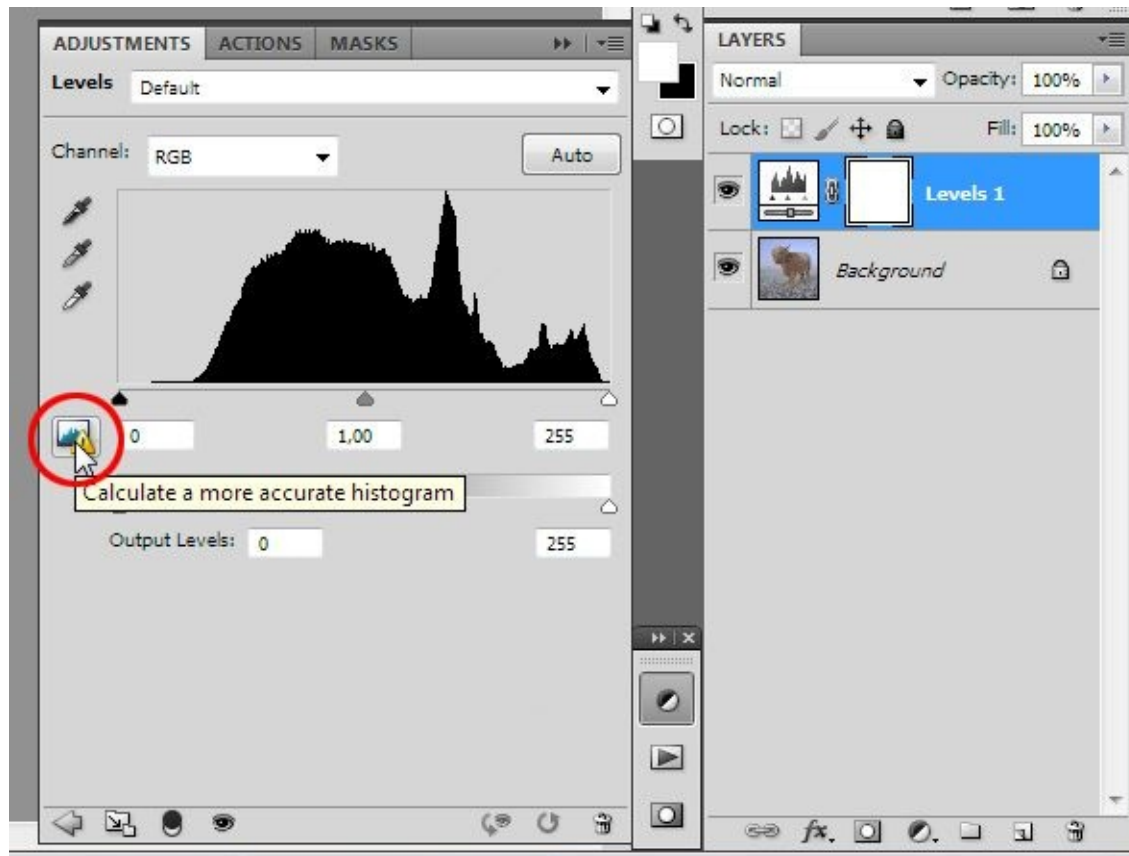 ADJUSTMENTS ACTIONS MASKS
Levels Default
Channel: RGB Auto
0 1,00 255
Calculate a more accurate histogram
Output Levels: 0 255
LAYERS
Normal Opacity: 100%
Lock: Fill: 100%
Levels 1
Background
fx.